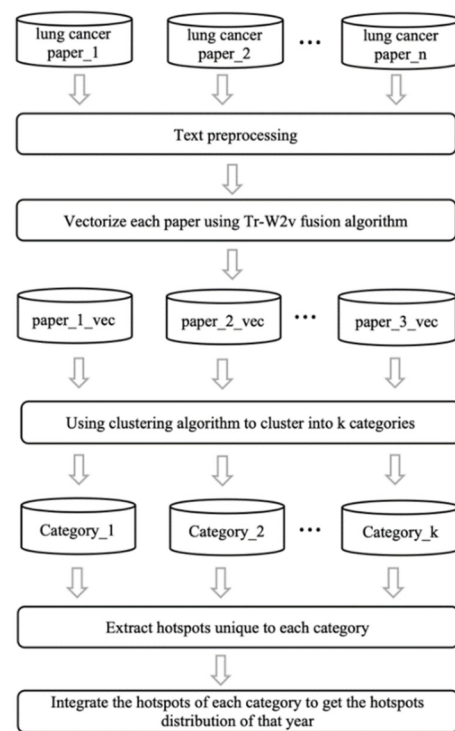 lung cancer
paper_1
lung cancer
paper_2
...
lung cancer
paper_n
Text preprocessing
Vectorize each paper using Tr-W2v fusion algorithm
paper_1_vec
paper_2_vec
...
paper_3_vec
Using clustering algorithm to cluster into k categories
Category_1
Category_2
...
Category_k
Extract hotspots unique to each category
Integrate the hotspots of each category to get the hotspots
distribution of that year